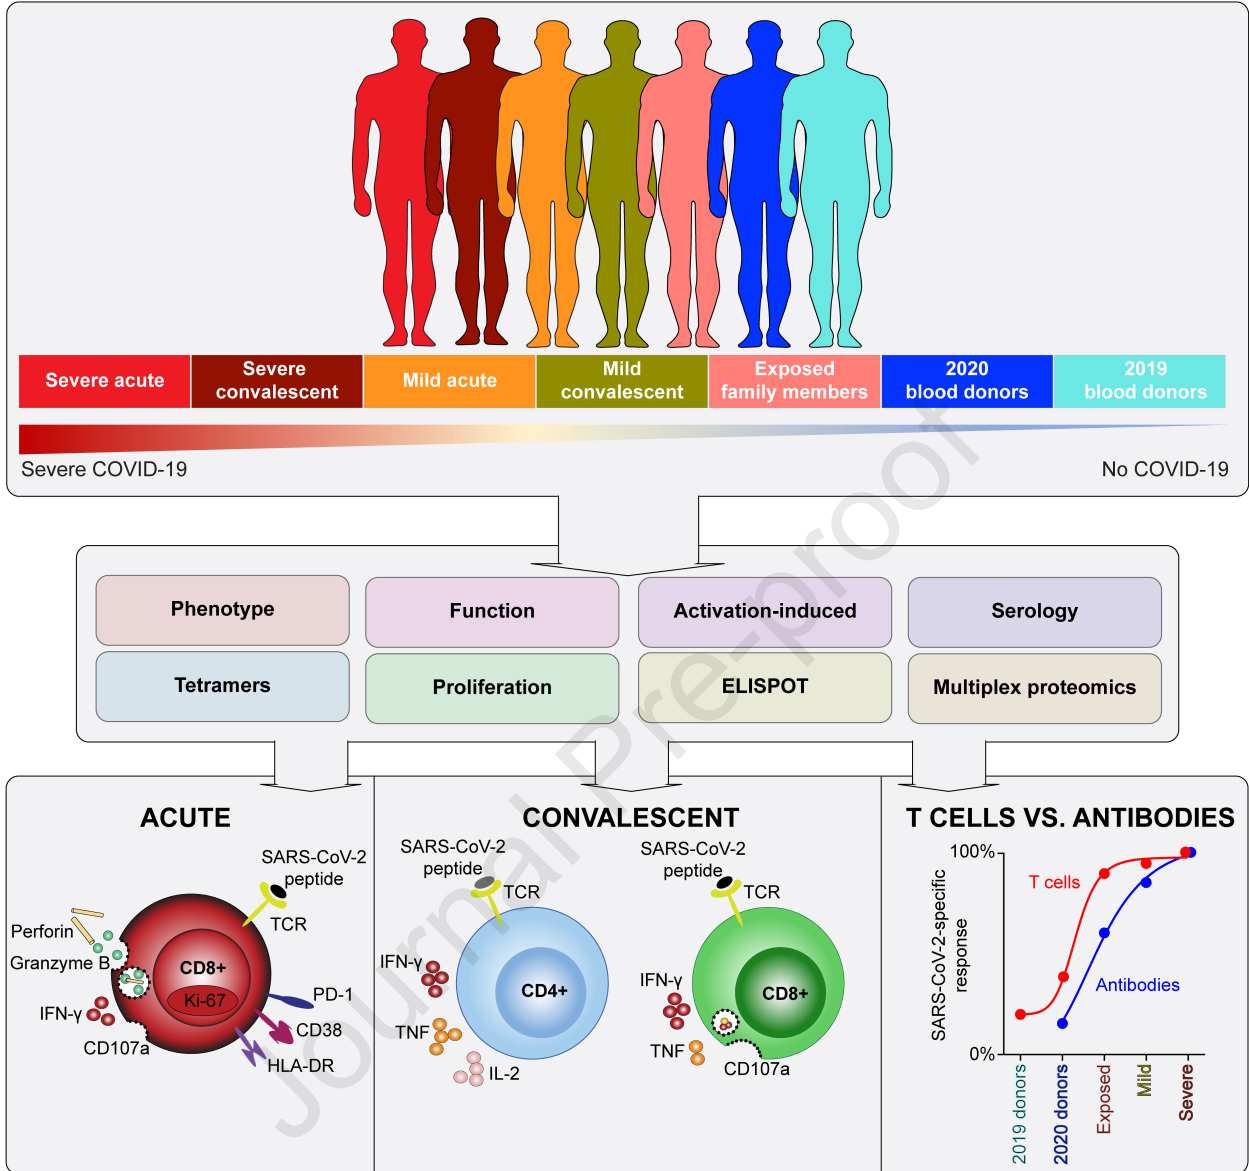 Severe acute
Severe
convalescent
Mild acute
Mild
convalescent
Exposed
family members
2020
blood donors
2019
blood donors
Severe COVID-19
No COVID-19
Phenotype
Function
Activation-induced
Serology
Tetramers
Proliferation
ELISPOT
Multiplex proteomics
ACUTE
SARS-CoV-2
peptide
TCR
Perforin
Granzyme B
CD8+
Ki-67
IFN-γ
CD107a
PD-1
CD38
HLA-DR
CONVALESCENT
SARS-CoV-2
peptide
TCR
IFN-γ
CD4+
TNF
IL-2
SARS-CoV-2
peptide
TCR
IFN-γ
CD8+
TNF
CD107a
T CELLS VS. ANTIBODIES
100%
T cells
SARS-CoV-2-specific
response
Antibodies
0%
2019 donors
2020 donors
Exposed
Mild
Severe
Journal Pre-proof